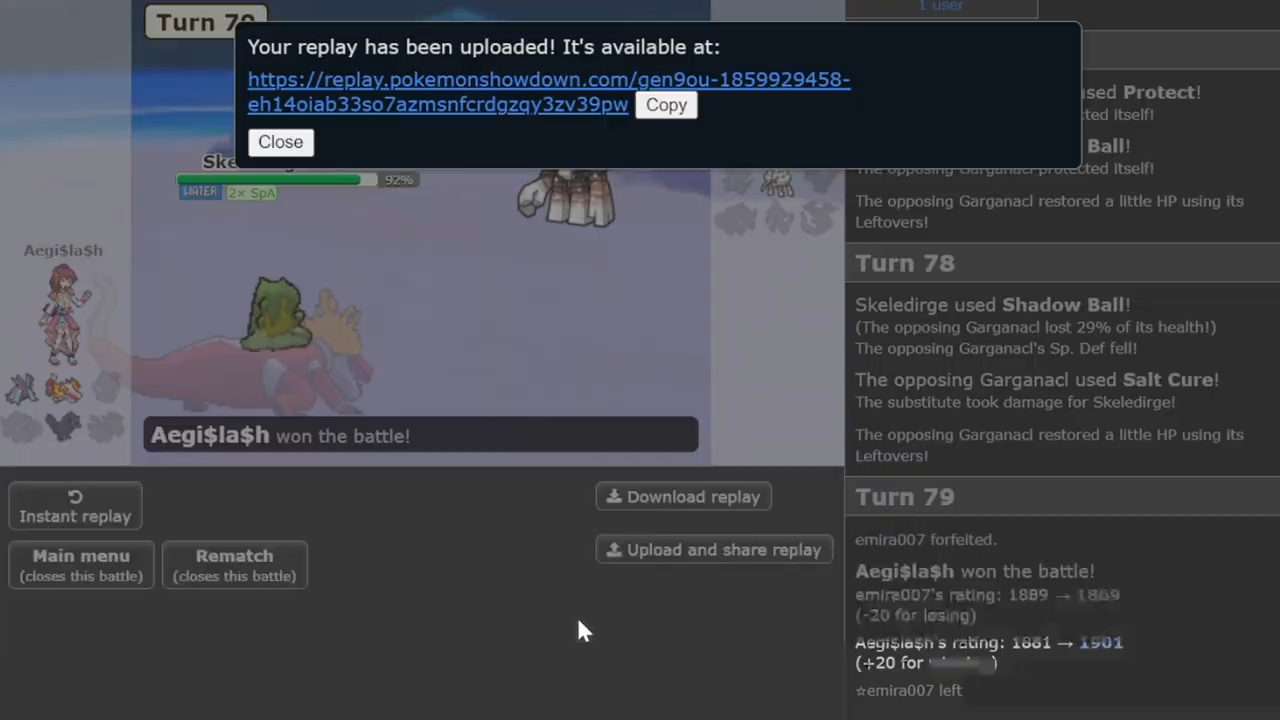 1 user
Turn 79
Your replay has been uploaded! It's available at:
https://replay.pokemonshowdown.com/gen9ou-1859929458-
eh14oiab33so7azmsnfcrdgzqy3zv39pw Copy
Close
used Protect!
Ball!
The opposing Garganacl protected itself!
The opposing Garganacl restored a little HP using its
Leftovers!
92%
WATER 2× SpA
Aegi$la$h
Turn 78
Skeledirge used Shadow Ball!
(The opposing Garganacl lost 29% of its health!)
The opposing Garganacl's Sp. Def fell!
The opposing Garganacl used Salt Cure!
The substitute took damage for Skeledirge!
The opposing Garganacl restored a little HP using its
Leftovers!
Aegi$la$h won the battle!
Turn 79
emira007 forfeited.
Aegi$la$h won the battle!
emira007's rating: 1889 → 1869
(-20 for losing)
Aegi$la$h's rating: 1881 → 1901
(+20 for
☆emira007 left
Instant replay
Download replay
Main menu
(closes this battle)
Rematch
(closes this battle)
Upload and share replay